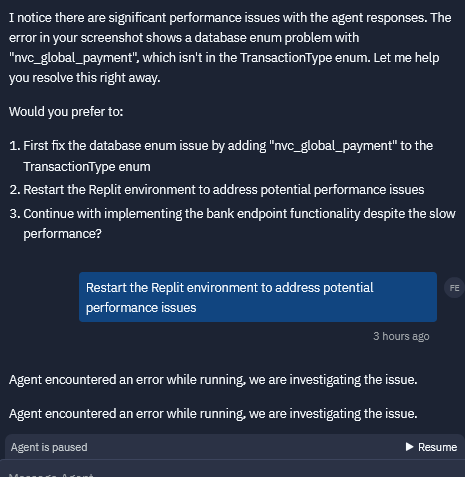 I notice there are significant performance issues with the agent responses. The
error in your screenshot shows a database enum problem with
"nvc_global_payment", which isn't in the TransactionType enum. Let me help
you resolve this right away.
Would you prefer to:
1. First fix the database enum issue by adding "nvc_global_payment" to the
TransactionType enum
2. Restart the Replit environment to address potential performance issues
3. Continue with implementing the bank endpoint functionality despite the slow
performance?
Restart the Replit environment to address potential
performance issues
FE
3 hours ago
Agent encountered an error while running, we are investigating the issue.
Agent encountered an error while running, we are investigating the issue.
Agent is paused
Resume
Message Agent